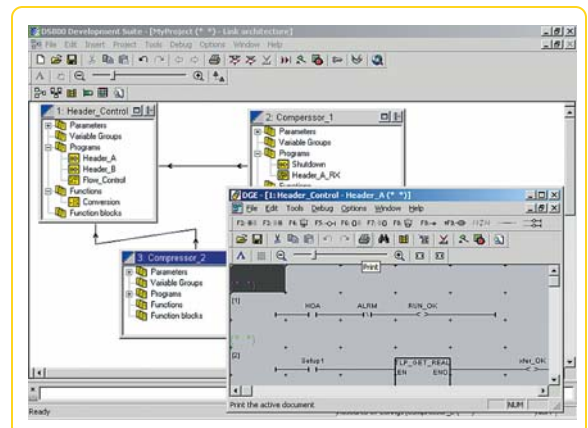 DS800 Development Suite - [MyProject (* *) - Link architecture]
File Edit Insert Project Tools Debug Options Window Help
1: Header_Control
Parameters
Variable Groups
Programs
Header_A
Header_B
Flow_Control
Functions
Conversion
Function blocks
2: Comperssor_1
Parameters
Variable Groups
Programs
Shutdown
Header_A_RX
Functions
3: Compressor_2
Parameters
Variable Groups
Programs
Functions
Function blocks
DGE - [1: Header_Control - Header_A (* *)]
File Edit Tools Debug Options Window Help
Print
(* *)
[1]
HOA ALRM RUN_OK
(* *)
[2]
Setup1 TLP_GET_REAL xfer_OK
EN ENO
Print the active document NUM
Ready